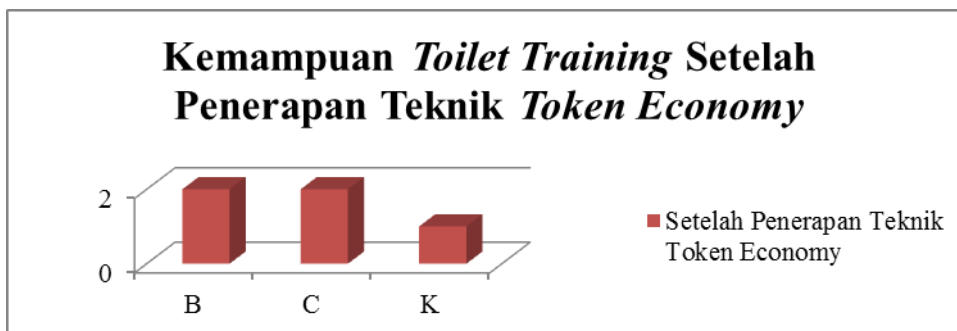 Kemampuan Toilet Training Setelah
Penerapan Teknik Token Economy
2
0
B
C
K
Setelah Penerapan Teknik
Token Economy